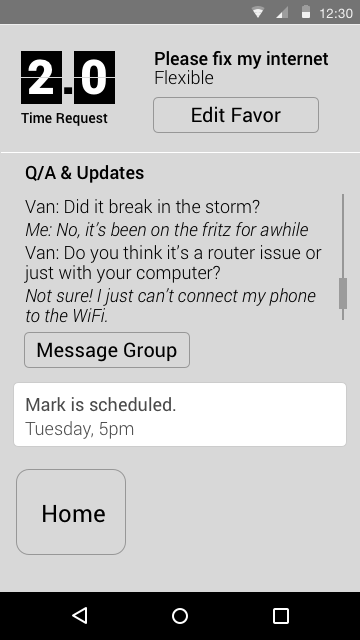 12:30
2.0
Time Request
Please fix my internet
Flexible
Edit Favor
Q/A & Updates
Van: Did it break in the storm?
Me: No, it's been on the fritz for awhile
Van: Do you think it's a router issue or
just with your computer?
Not sure! I just can't connect my phone
to the WiFi.
Message Group
Mark is scheduled.
Tuesday, 5pm
Home